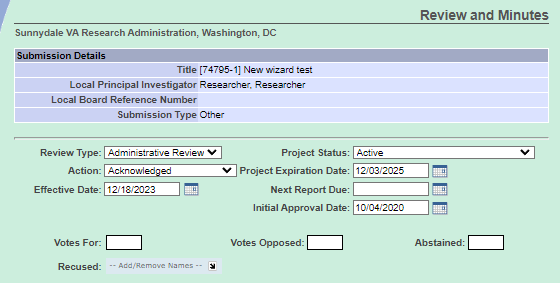 Review and Minutes
Sunnydale VA Research Administration, Washington, DC
Submission Details
Title [74795-1] New wizard test
Local Principal Investigator Researcher, Researcher
Local Board Reference Number
Submission Type Other
Review Type: Administrative Review Project Status: Active
Action: Acknowledged Project Expiration Date: 12/03/2025
Effective Date: 12/18/2023 Next Report Due:
Initial Approval Date: 10/04/2020
Votes For: Votes Opposed: Abstained:
Recused: -- Add/Remove Names --